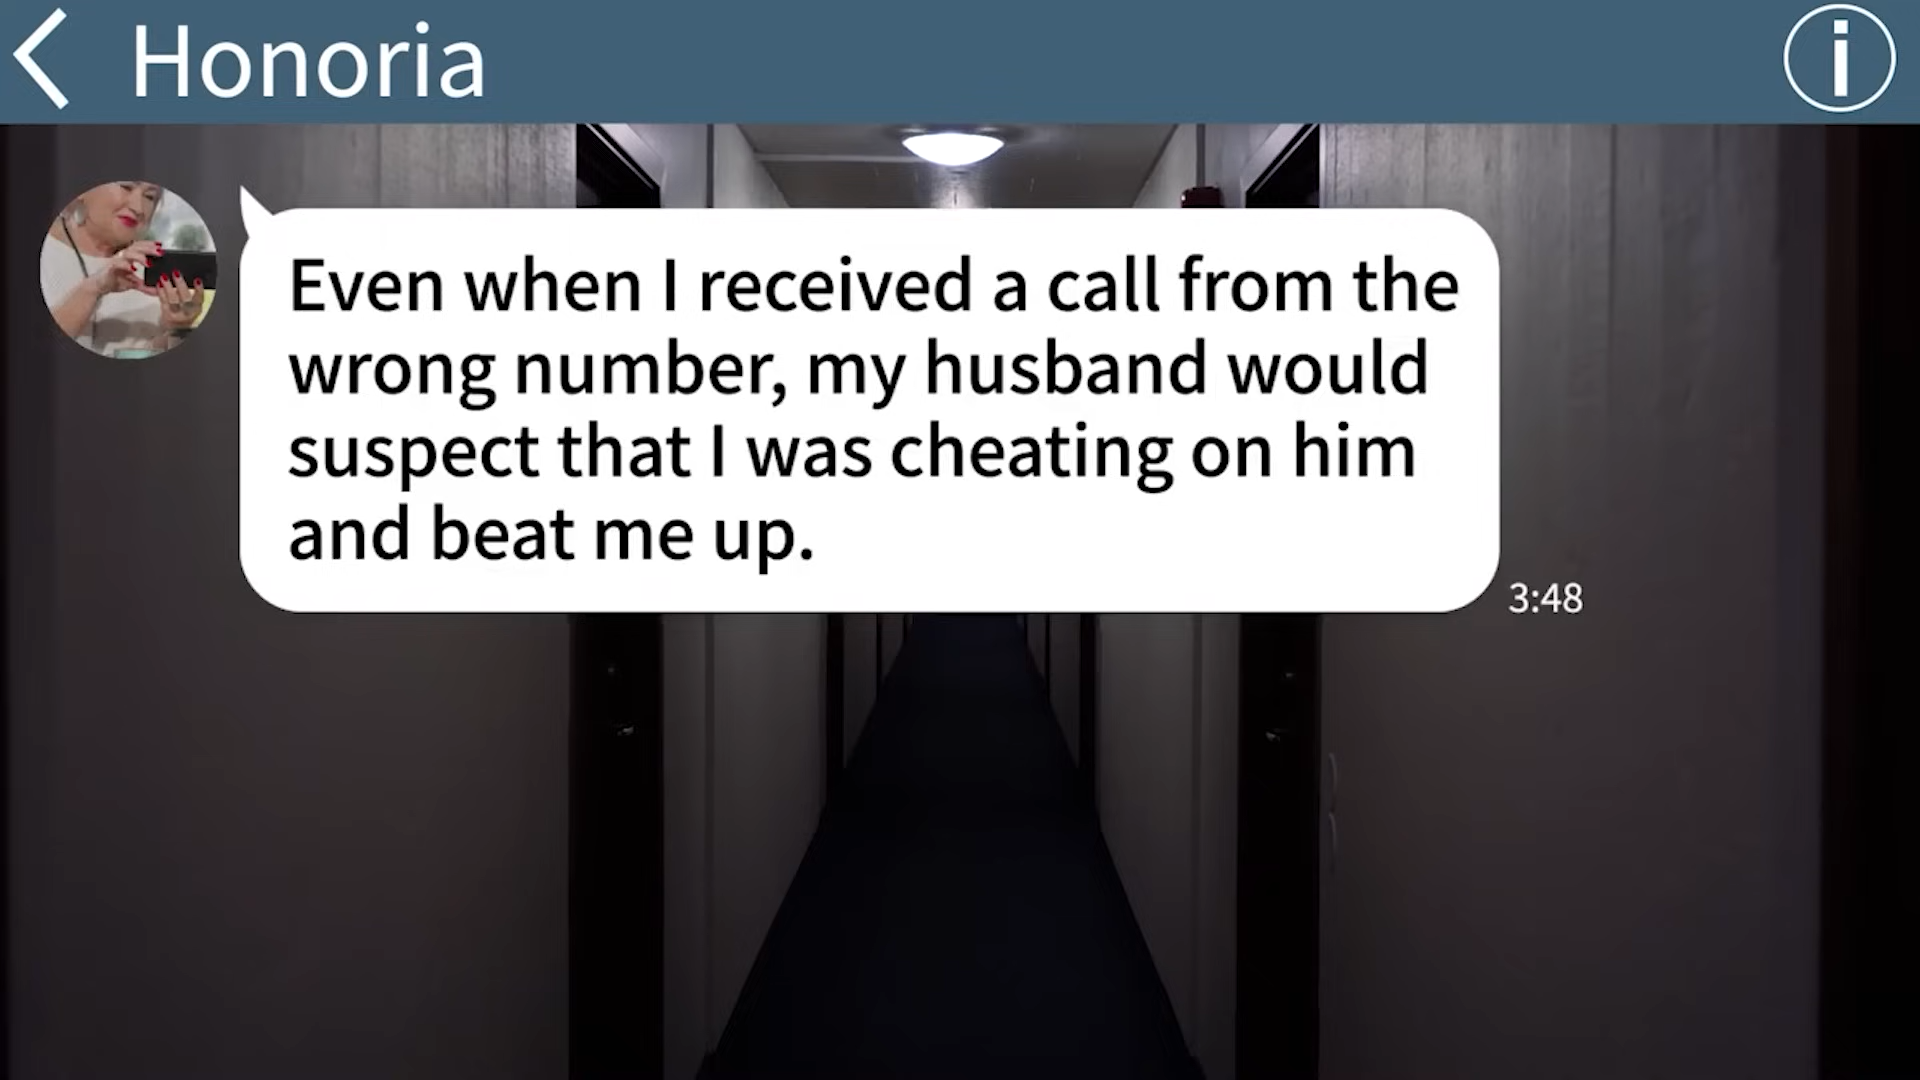 Honoria
Even when I received a call from the
wrong number, my husband would
suspect that I was cheating on him
and beat me up.
3:48